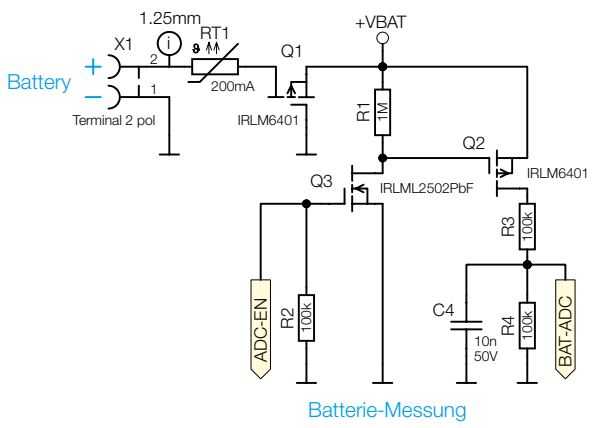 1.25mm
+VBAT
X1
i
ϑ
RT1
Q1
+
2
Battery
200mA
−
1
R1
1M
Terminal 2 pol
IRLM6401
Q2
Q3
IRLML2502PbF
IRLM6401
R3
100k
ADC-EN
R2
100k
C4
10n
50V
R4
100k
BAT-ADC
Batterie-Messung